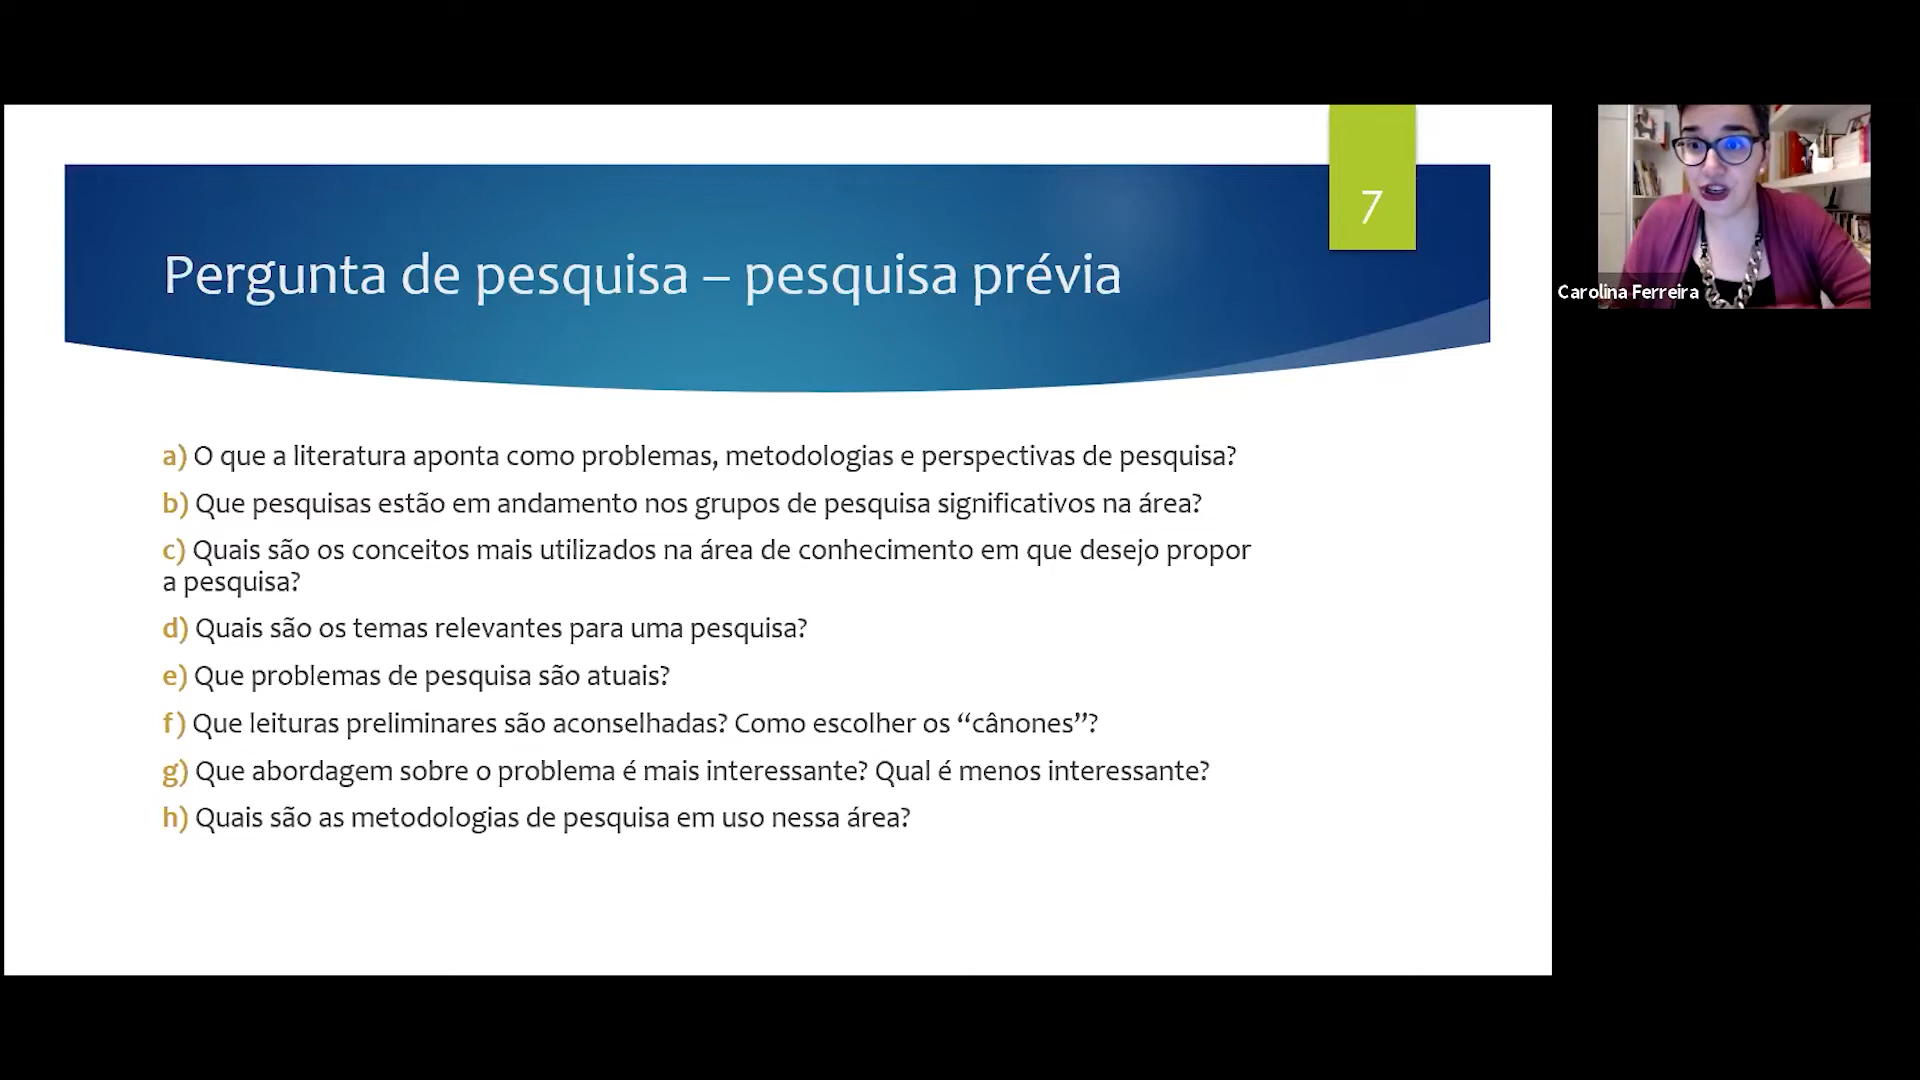 7
Pergunta de pesquisa – pesquisa prévia
Carolina Ferreira
a) O que a literatura aponta como problemas, metodologias e perspectivas de pesquisa?
b) Que pesquisas estão em andamento nos grupos de pesquisa significativos na área?
c) Quais são os conceitos mais utilizados na área de conhecimento em que desejo propor
a pesquisa?
d) Quais são os temas relevantes para uma pesquisa?
e) Que problemas de pesquisa são atuais?
f) Que leituras preliminares são aconselhadas? Como escolher os “cânones”?
g) Que abordagem sobre o problema é mais interessante? Qual é menos interessante?
h) Quais são as metodologias de pesquisa em uso nessa área?